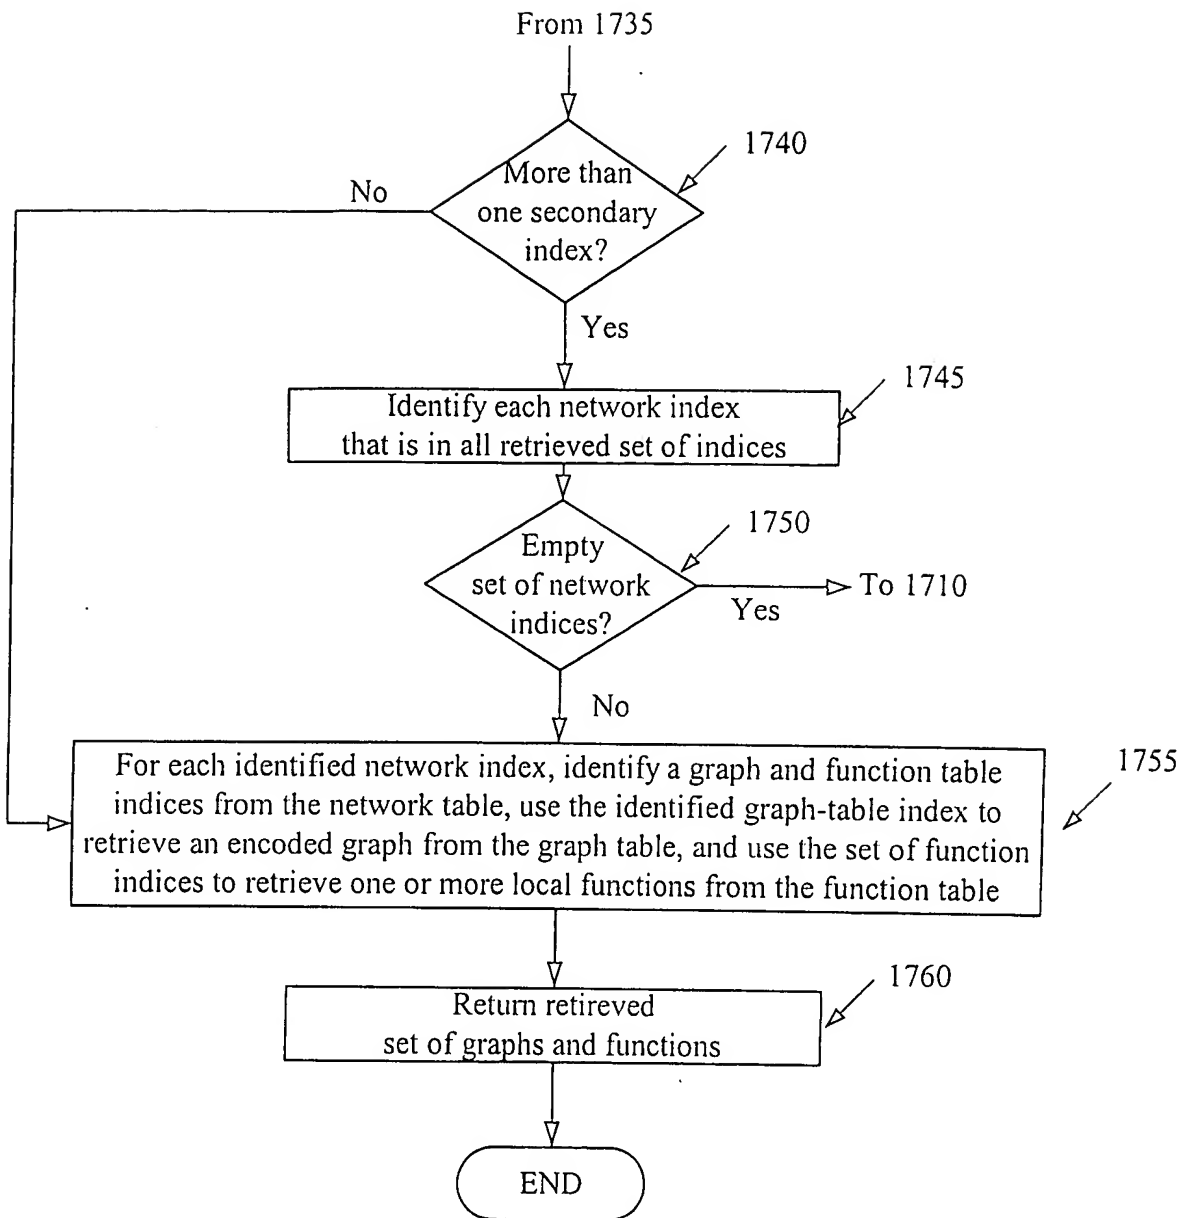 From 1735
1740
More than
one secondary
index?
No
Yes
1745
Identify each network index
that is in all retrieved set of indices
1750
Empty
set of network
indices?
Yes
To 1710
No
1755
For each identified network index, identify a graph and function table
indices from the network table, use the identified graph-table index to
retrieve an encoded graph from the graph table, and use the set of function
indices to retrieve one or more local functions from the function table
1760
Return retireved
set of graphs and functions
END